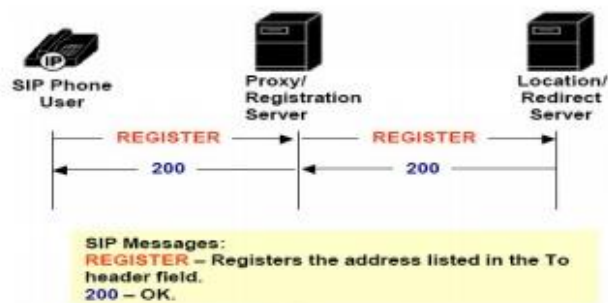 IP
SIP Phone
User
Proxy/
Registration
Server
Location/
Redirect
Server
REGISTER
REGISTER
200
200
SIP Messages:
REGISTER – Registers the address listed in the To
header field.
200 – OK.